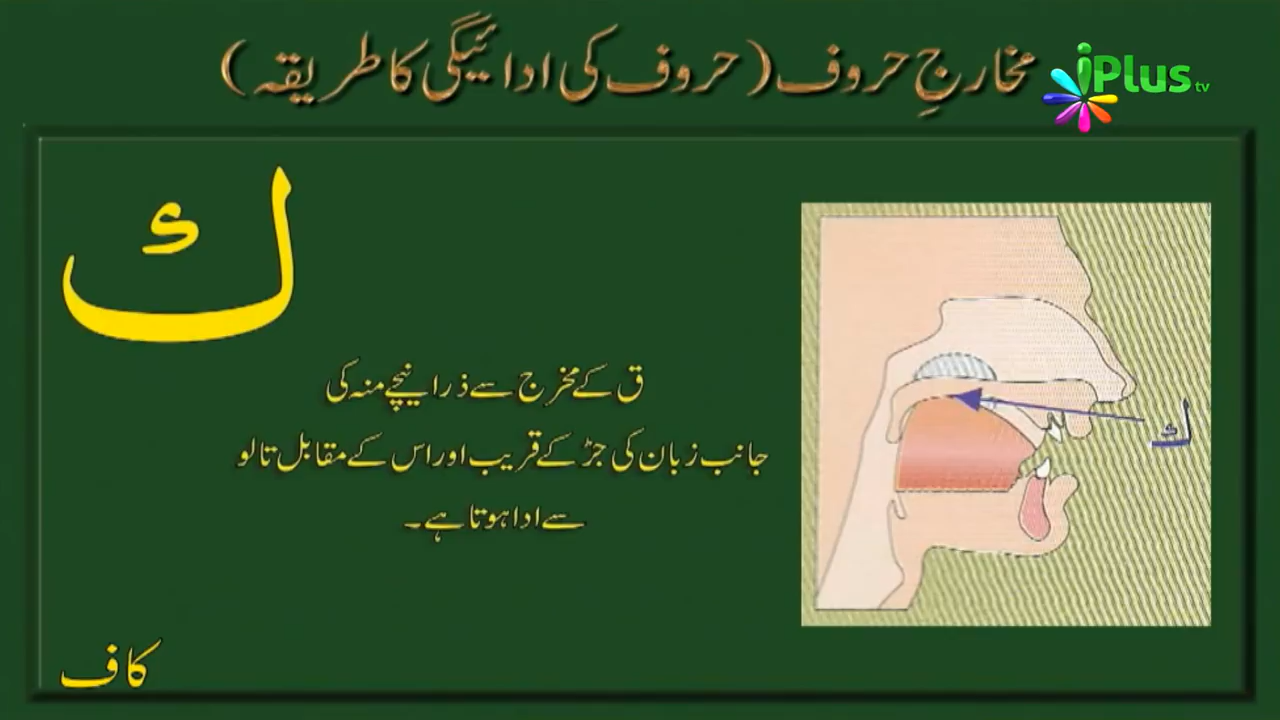 مخارجِ حروف (حروف کی ادائیگی کا طریقہ)
iPlus tv
ك
ق کے مخرج سے ذرا نیچے منہ کی
جانب زبان کی جڑ کے قریب اور اس کے مقابل تالو
سے ادا ہوتا ہے۔
ك
کاف